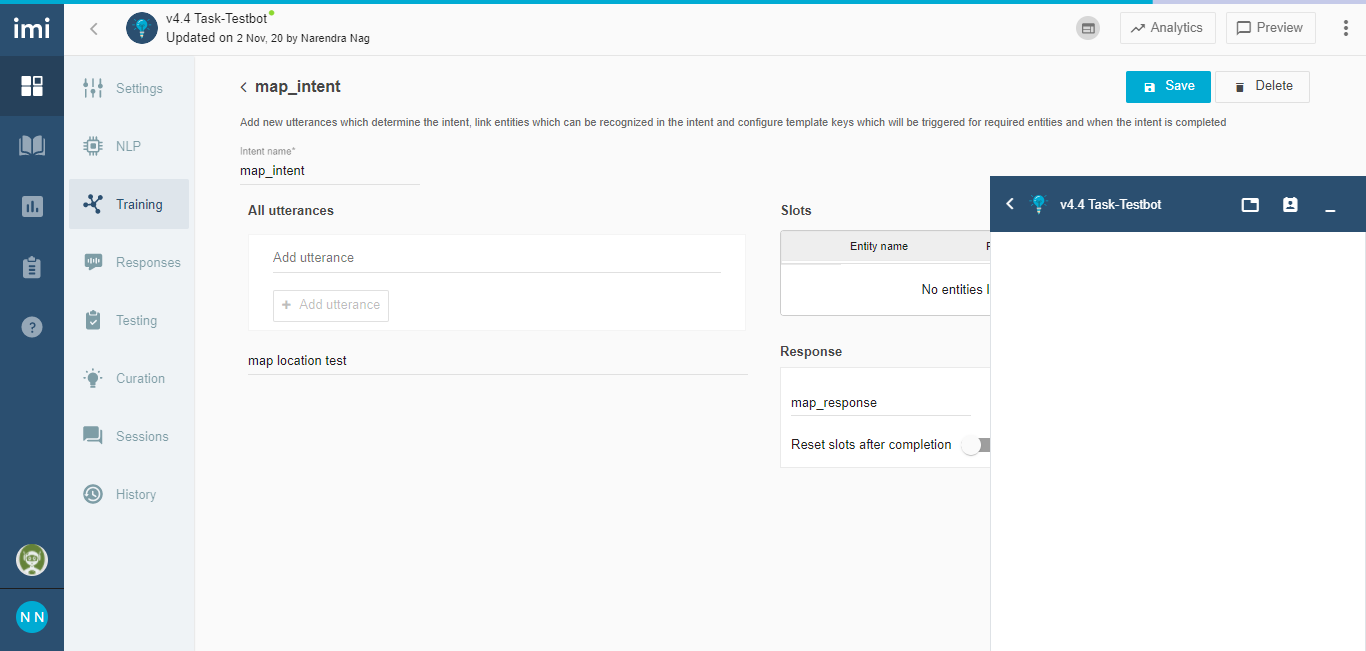 imi
v4.4 Task-Testbot
Updated on 2 Nov, 20 by Narendra Nag
Analytics
Preview
Settings
NLP
Training
Responses
Testing
Curation
Sessions
History
N N
map_intent
Save
Delete
Add new utterances which determine the intent, link entities which can be recognized in the intent and configure template keys which will be triggered for required entities and when the intent is completed
Intent name*
map_intent
All utterances
Add utterance
+ Add utterance
map location test
Slots
Entity name
No entities
Response
map_response
Reset slots after completion
v4.4 Task-Testbot